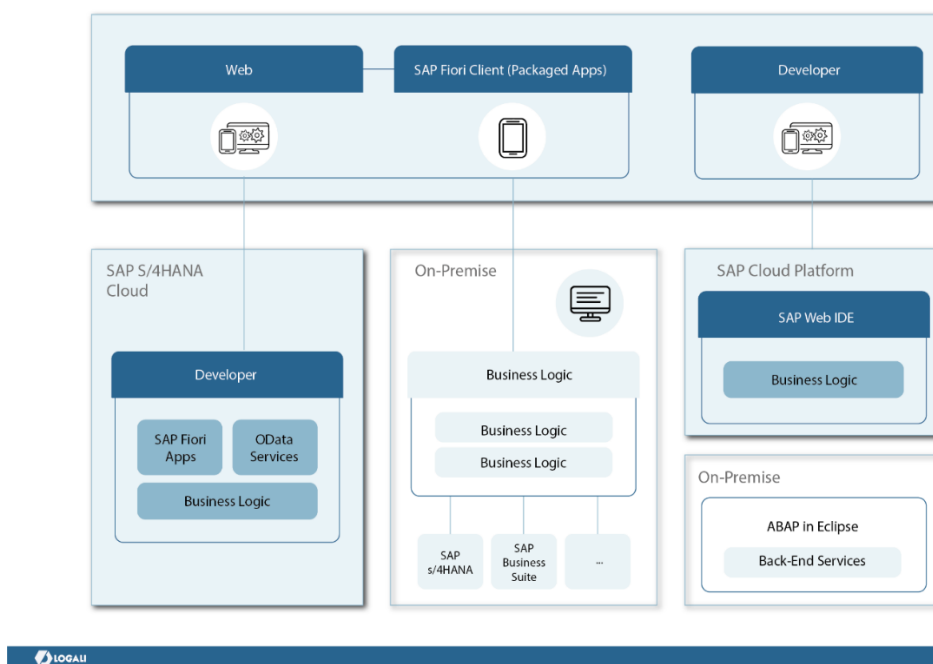 Web
SAP Fiori Client (Packaged Apps)
Developer
SAP S/4HANA
Cloud
Developer
SAP Fiori
Apps
OData
Services
Business Logic
On-Premise
Business Logic
Business Logic
Business Logic
SAP
s/4HANA
SAP
Business
Suite
...
SAP Cloud Platform
SAP Web IDE
Business Logic
On-Premise
ABAP in Eclipse
Back-End Services
LOGALI